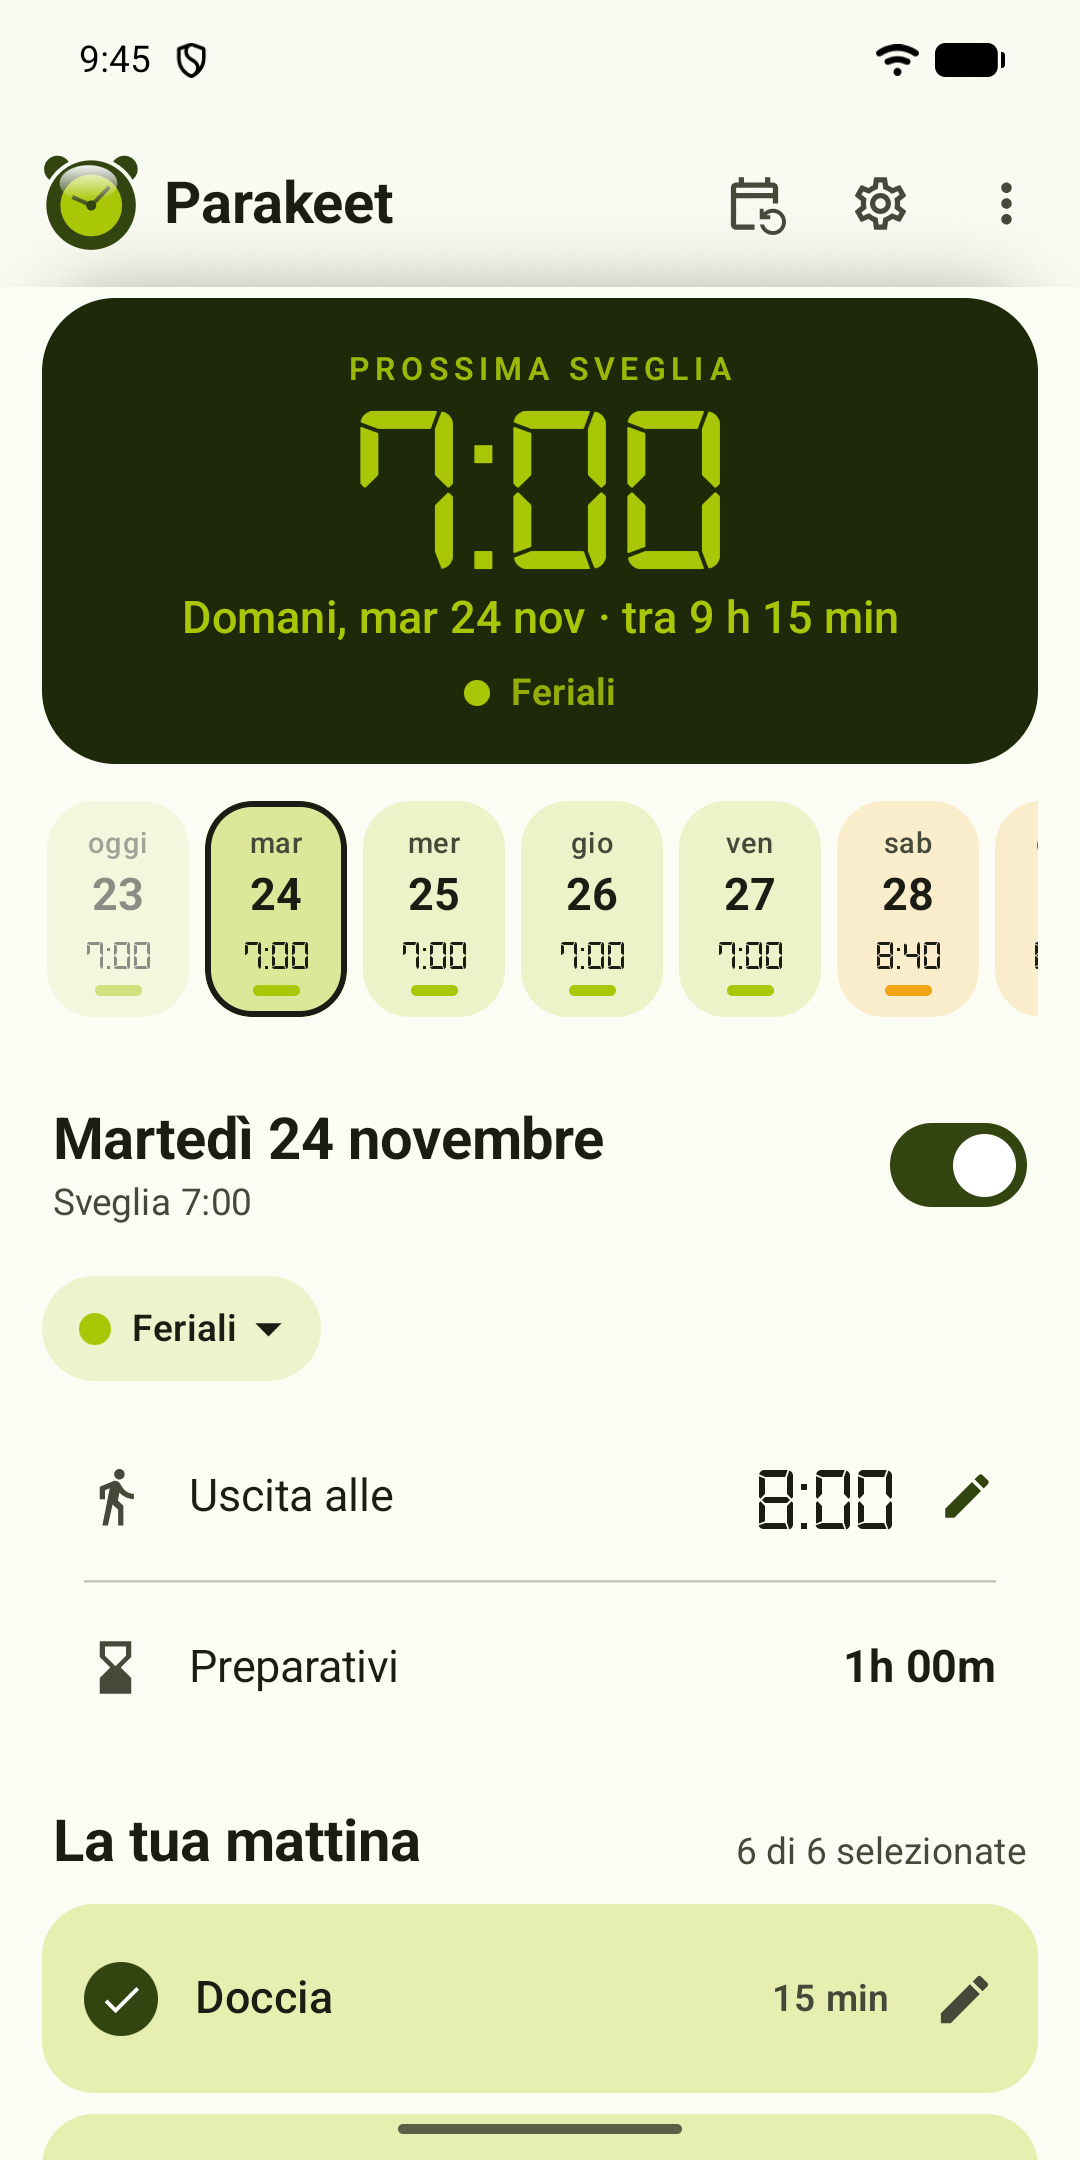 9:45
Parakeet
PROSSIMA SVEGLIA
7:00
Domani, mar 24 nov · tra 9 h 15 min
Feriali
oggi mar mer gio ven sab
23 24 25 26 27 28
7:00 7:00 7:00 7:00 7:00 8:40
Martedì 24 novembre
Sveglia 7:00
Feriali
Uscita alle 8:00
Preparativi 1h 00m
La tua mattina 6 di 6 selezionate
Doccia 15 min